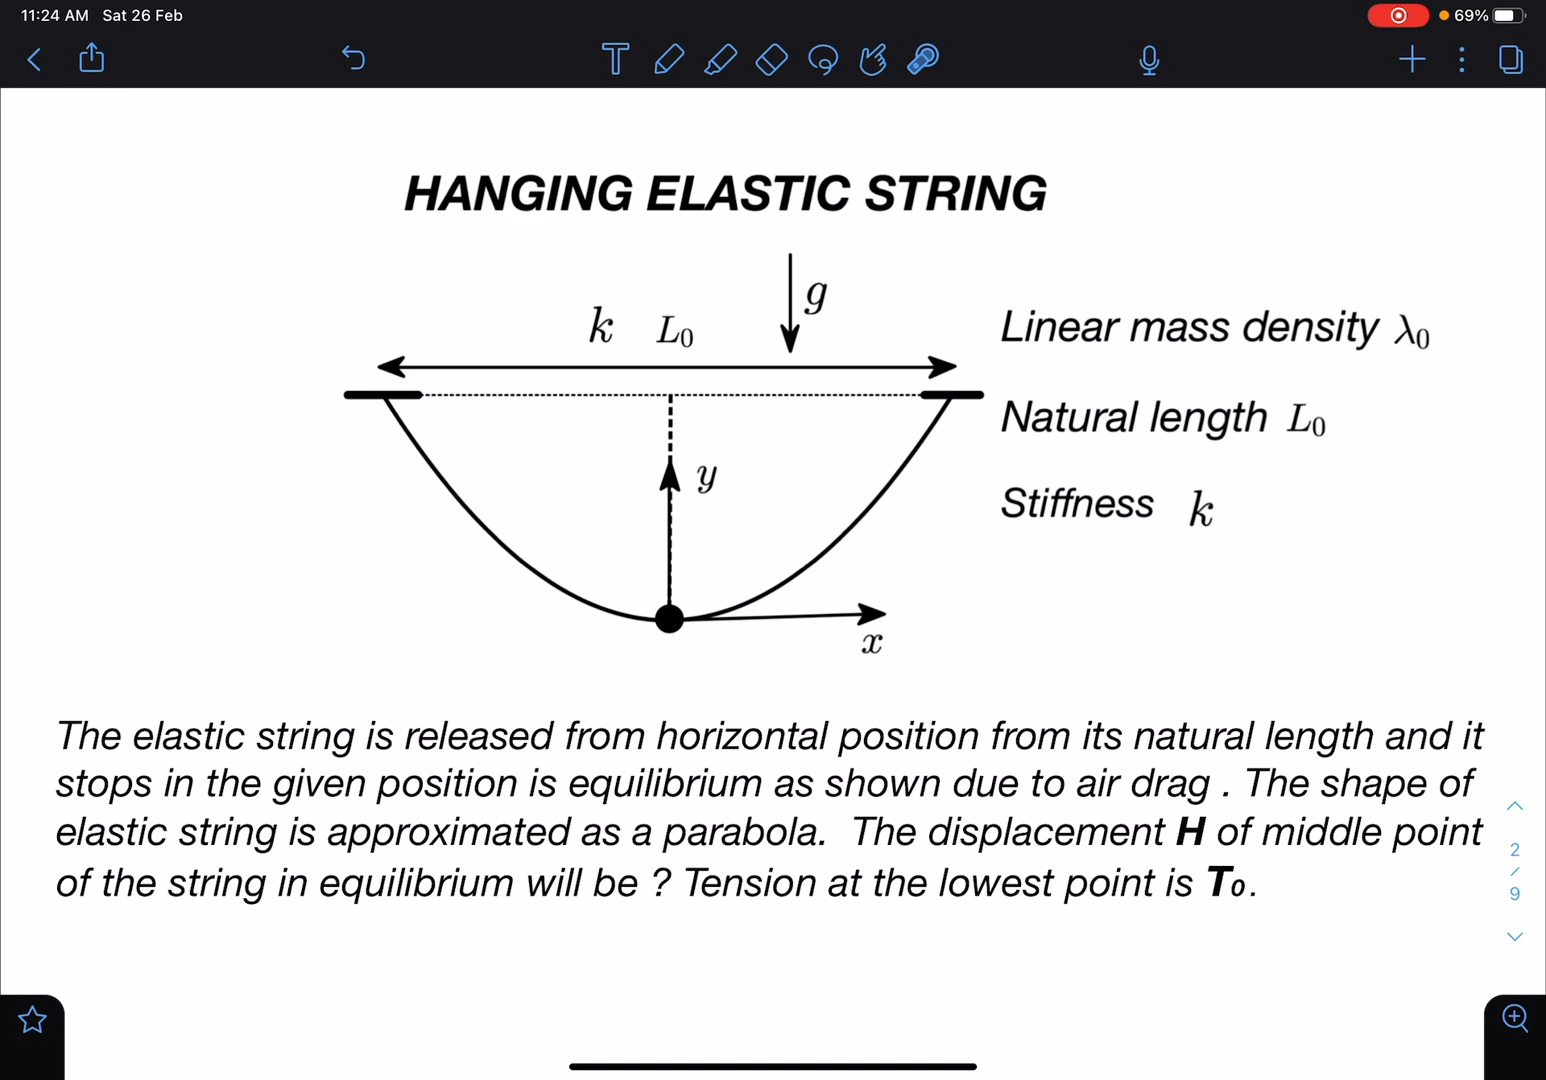 11:24 AM Sat 26 Feb
69%
HANGING ELASTIC STRING
g
k L₀
Linear mass density λ₀
Natural length L₀
y
Stiffness k
x
The elastic string is released from horizontal position from its natural length and it
stops in the given position is equilibrium as shown due to air drag . The shape of
elastic string is approximated as a parabola. The displacement H of middle point
of the string in equilibrium will be ? Tension at the lowest point is T₀.
2
/
9